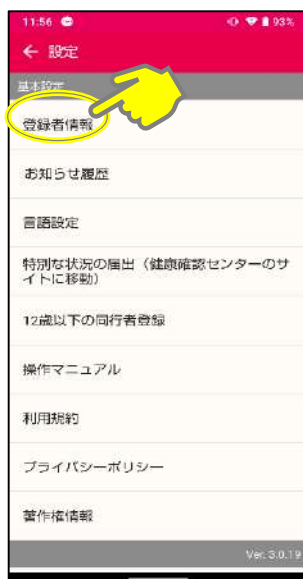 11:56 93%
← 設定
基本設定
登録者情報
お知らせ履歴
言語設定
特別な状況の届出（健康確認センターのサ
イトに移動）
12歳以下の同行者登録
操作マニュアル
利用規約
プライバシーポリシー
著作権情報
Ver. 3.0.19